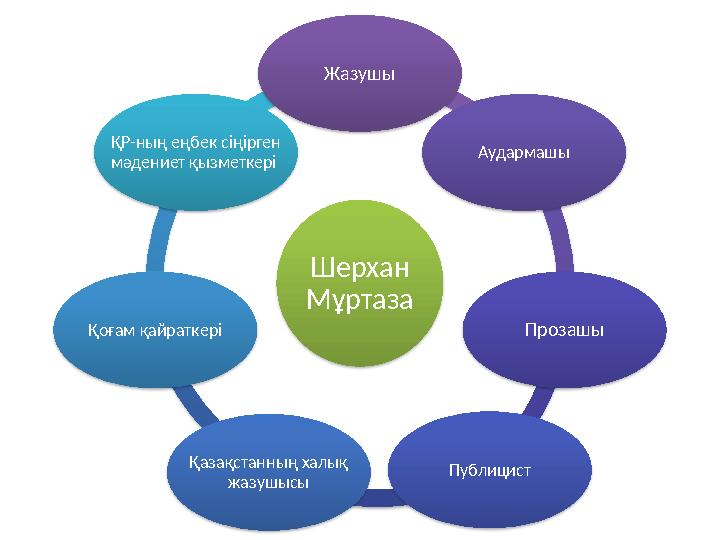 Жазушы
Аудармашы
Прозашы
Публицист
Қазақстанның халық
жазушысы
Қоғам қайраткері
ҚР-ның еңбек сіңірген
мәдениет қызметкері
Шерхан
Мұртаза